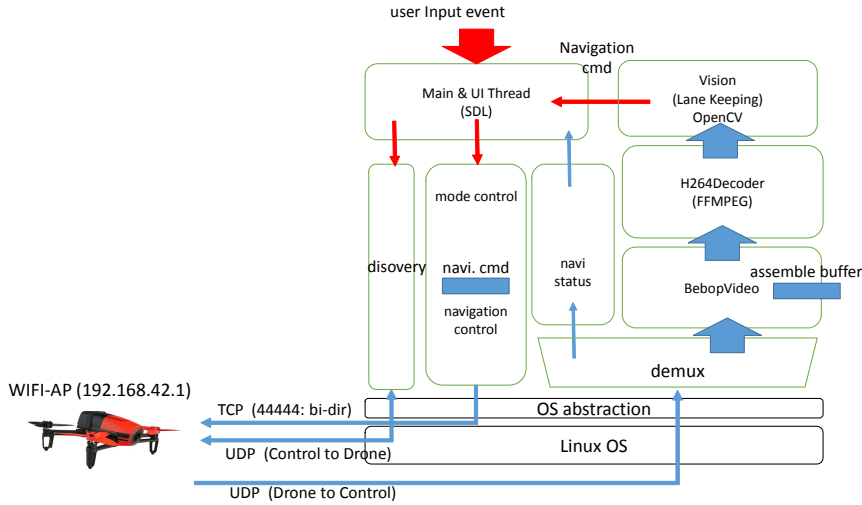 user Input event
Navigation
cmd
Main & UI Thread
(SDL)
Vision
(Lane Keeping)
OpenCV
H264Decoder
(FFMPEG)
mode control
disovery
navi. cmd
navigation
control
navi
status
BebopVideo
assemble buffer
demux
WIFI-AP (192.168.42.1)
TCP (44444: bi-dir)
OS abstraction
UDP (Control to Drone)
Linux OS
UDP (Drone to Control)